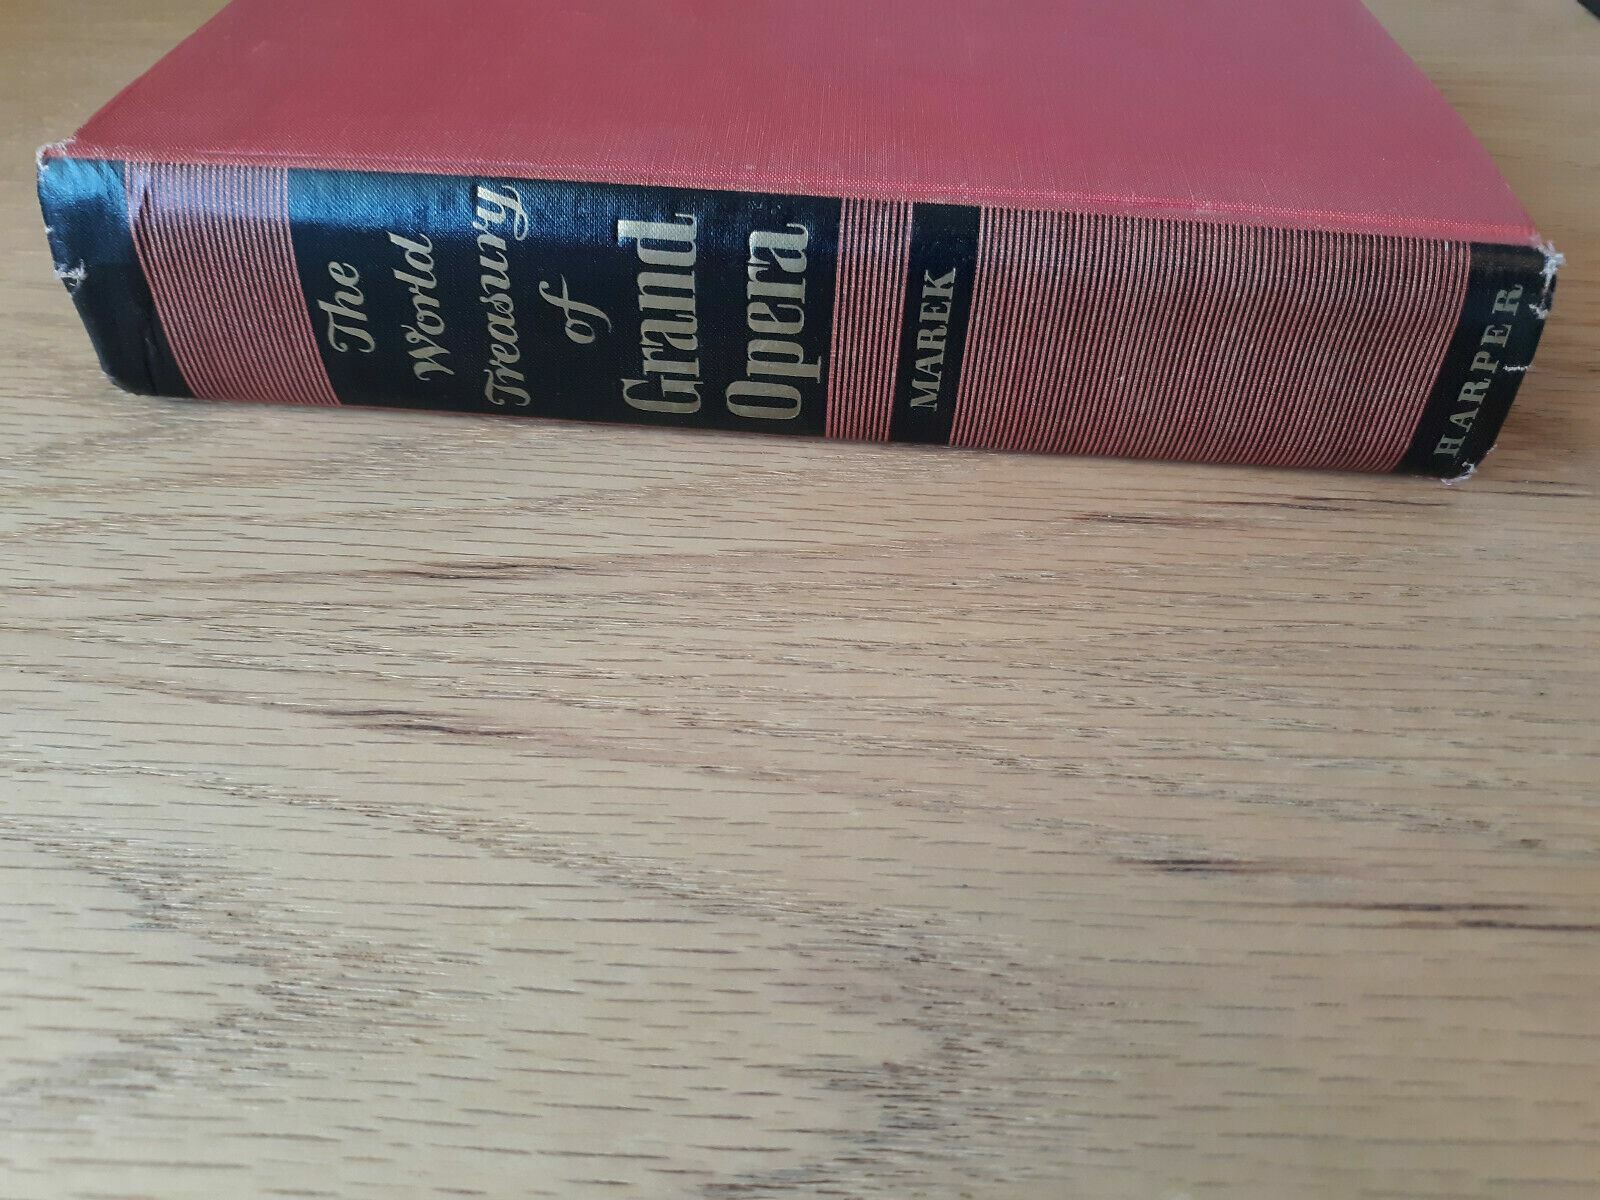 The
World
Treasury
of
Grand
Opera
MAREK
HARPER